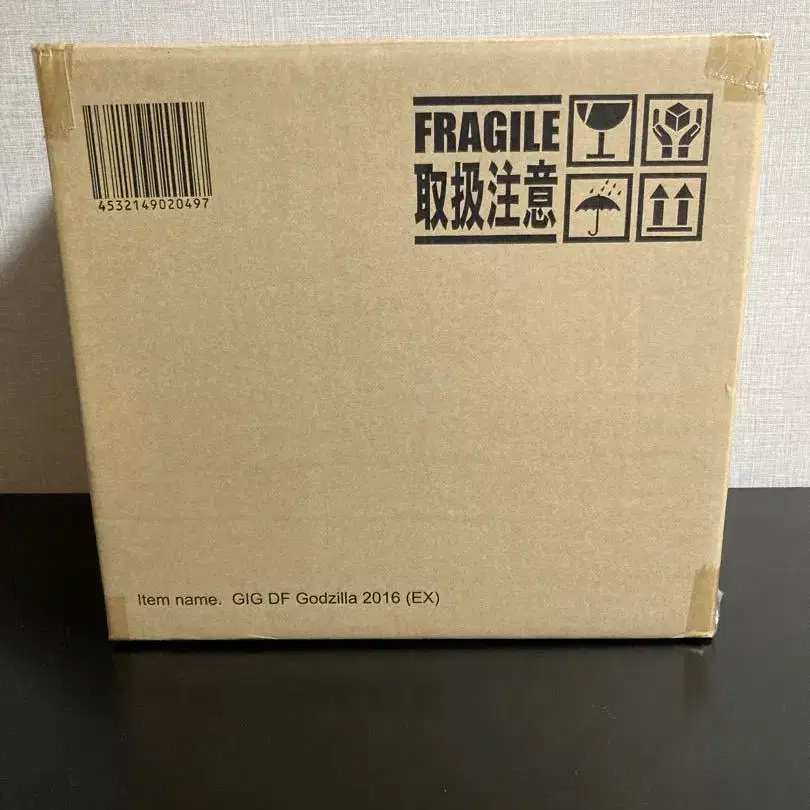 4532149020497
FRAGILE
取扱注意
Item name. GIG DF Godzilla 2016 (EX)